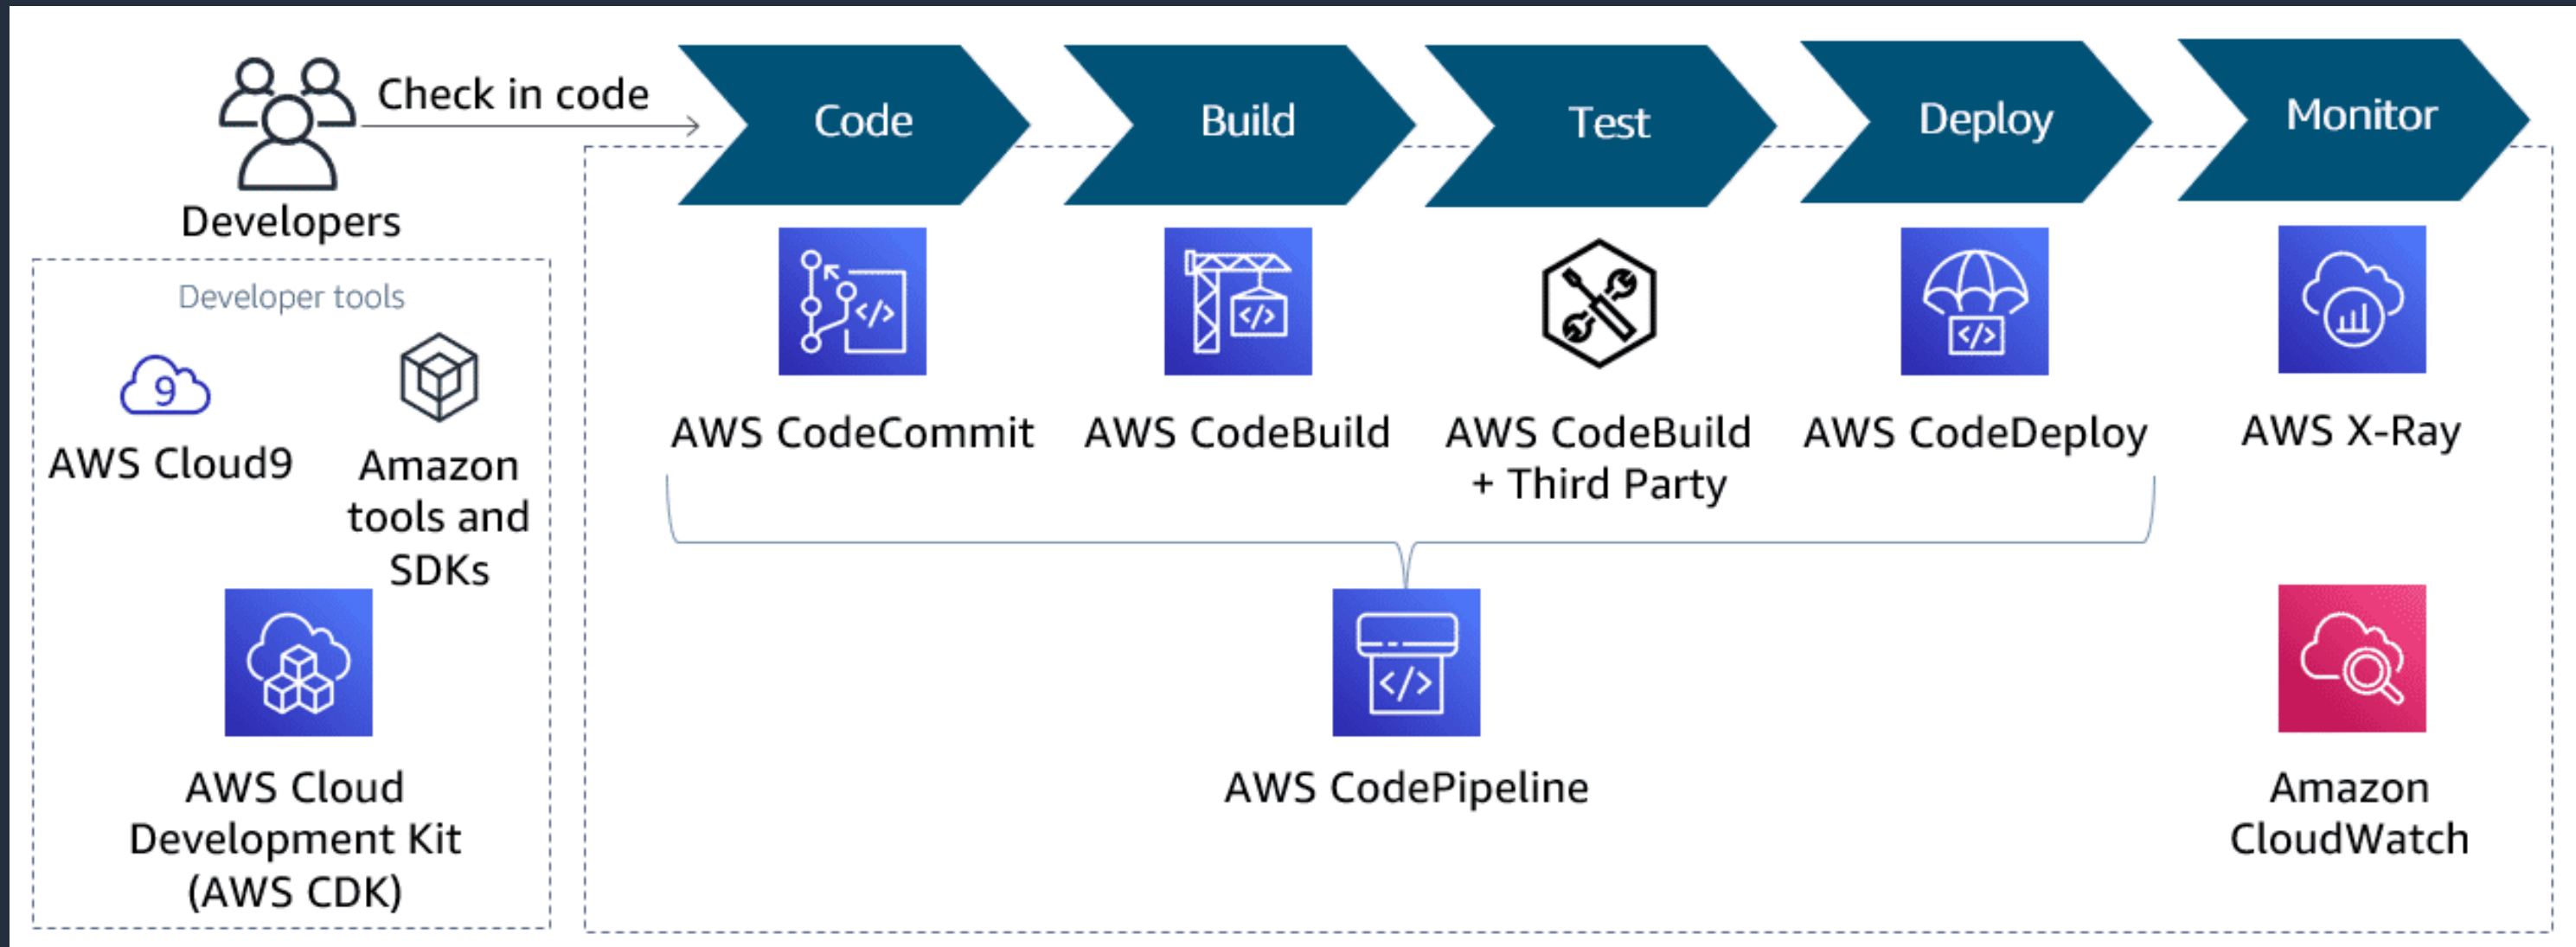 Check in code
Code
Build
Test
Deploy
Monitor
Developers
Developer tools
9
AWS Cloud9
Amazon
tools and
SDKs
AWS Cloud
Development Kit
(AWS CDK)
</>
AWS CodeCommit
</>
AWS CodeBuild
AWS CodeBuild
+ Third Party
</>
AWS CodeDeploy
AWS X-Ray
</>
AWS CodePipeline
Amazon
CloudWatch